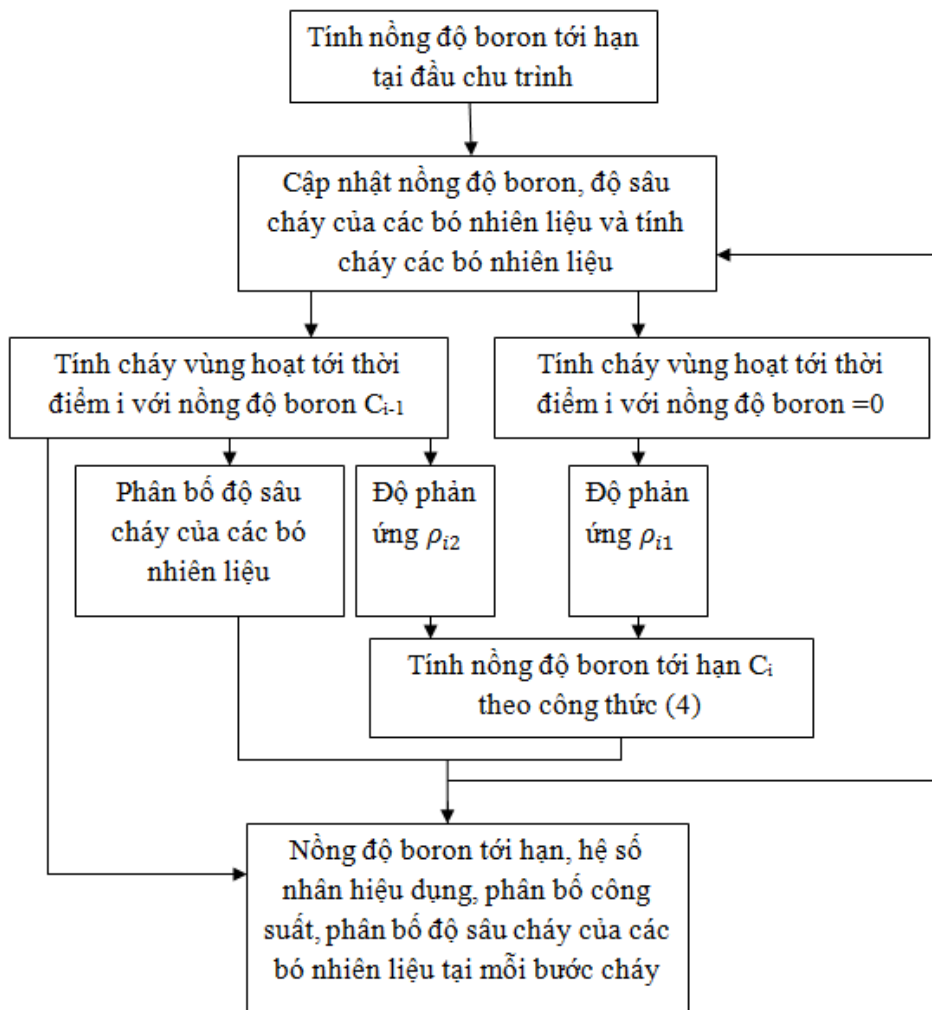 Tính nồng độ boron tới hạn
tại đầu chu trình
Cập nhật nồng độ boron, độ sâu
cháy của các bó nhiên liệu và tính
cháy các bó nhiên liệu
Tính cháy vùng hoạt tới thời
điểm i với nồng độ boron Cᵢ₋₁
Tính cháy vùng hoạt tới thời
điểm i với nồng độ boron =0
Phân bố độ sâu
cháy của các bó
nhiên liệu
Độ phản
ứng ρᵢ₂
Độ phản
ứng ρᵢ₁
Tính nồng độ boron tới hạn Cᵢ
theo công thức (4)
Nồng độ boron tới hạn, hệ số
nhân hiệu dụng, phân bố công
suất, phân bố độ sâu cháy của các
bó nhiên liệu tại mỗi bước cháy